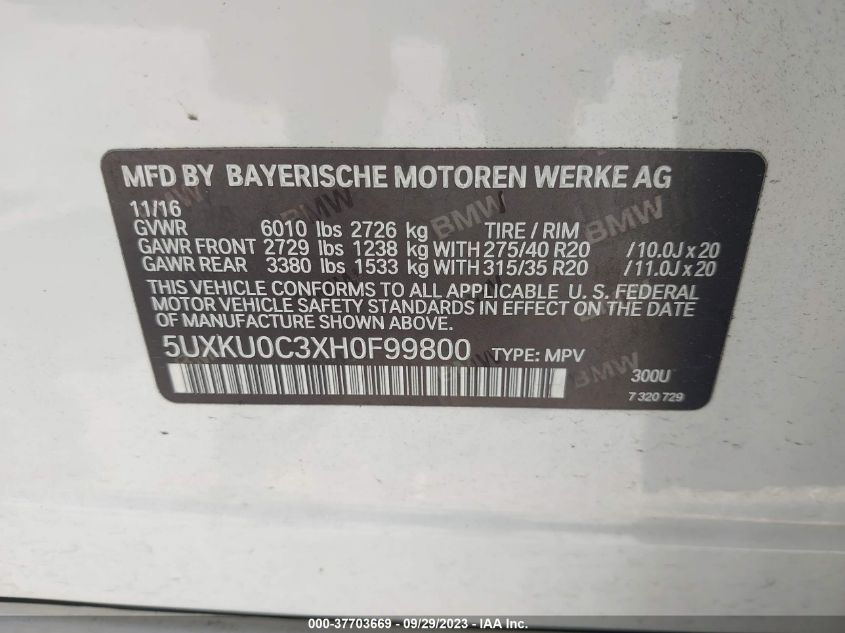 MFD BY BAYERISCHE MOTOREN WERKE AG
11/16
GVWR 6010 lbs 2726 kg TIRE / RIM
GAWR FRONT 2729 lbs 1238 kg WITH 275/40 R20 / 10.0J x 20
GAWR REAR 3380 lbs 1533 kg WITH 315/35 R20 / 11.0J x 20
THIS VEHICLE CONFORMS TO ALL APPLICABLE U. S. FEDERAL
MOTOR VEHICLE SAFETY STANDARDS IN EFFECT ON THE DATE
OF MANUFACTURE SHOWN ABOVE.
5UXKU0C3XH0F99800 TYPE: MPV
300U
7 320 729
000-37703669 - 09/29/2023 - IAA Inc.